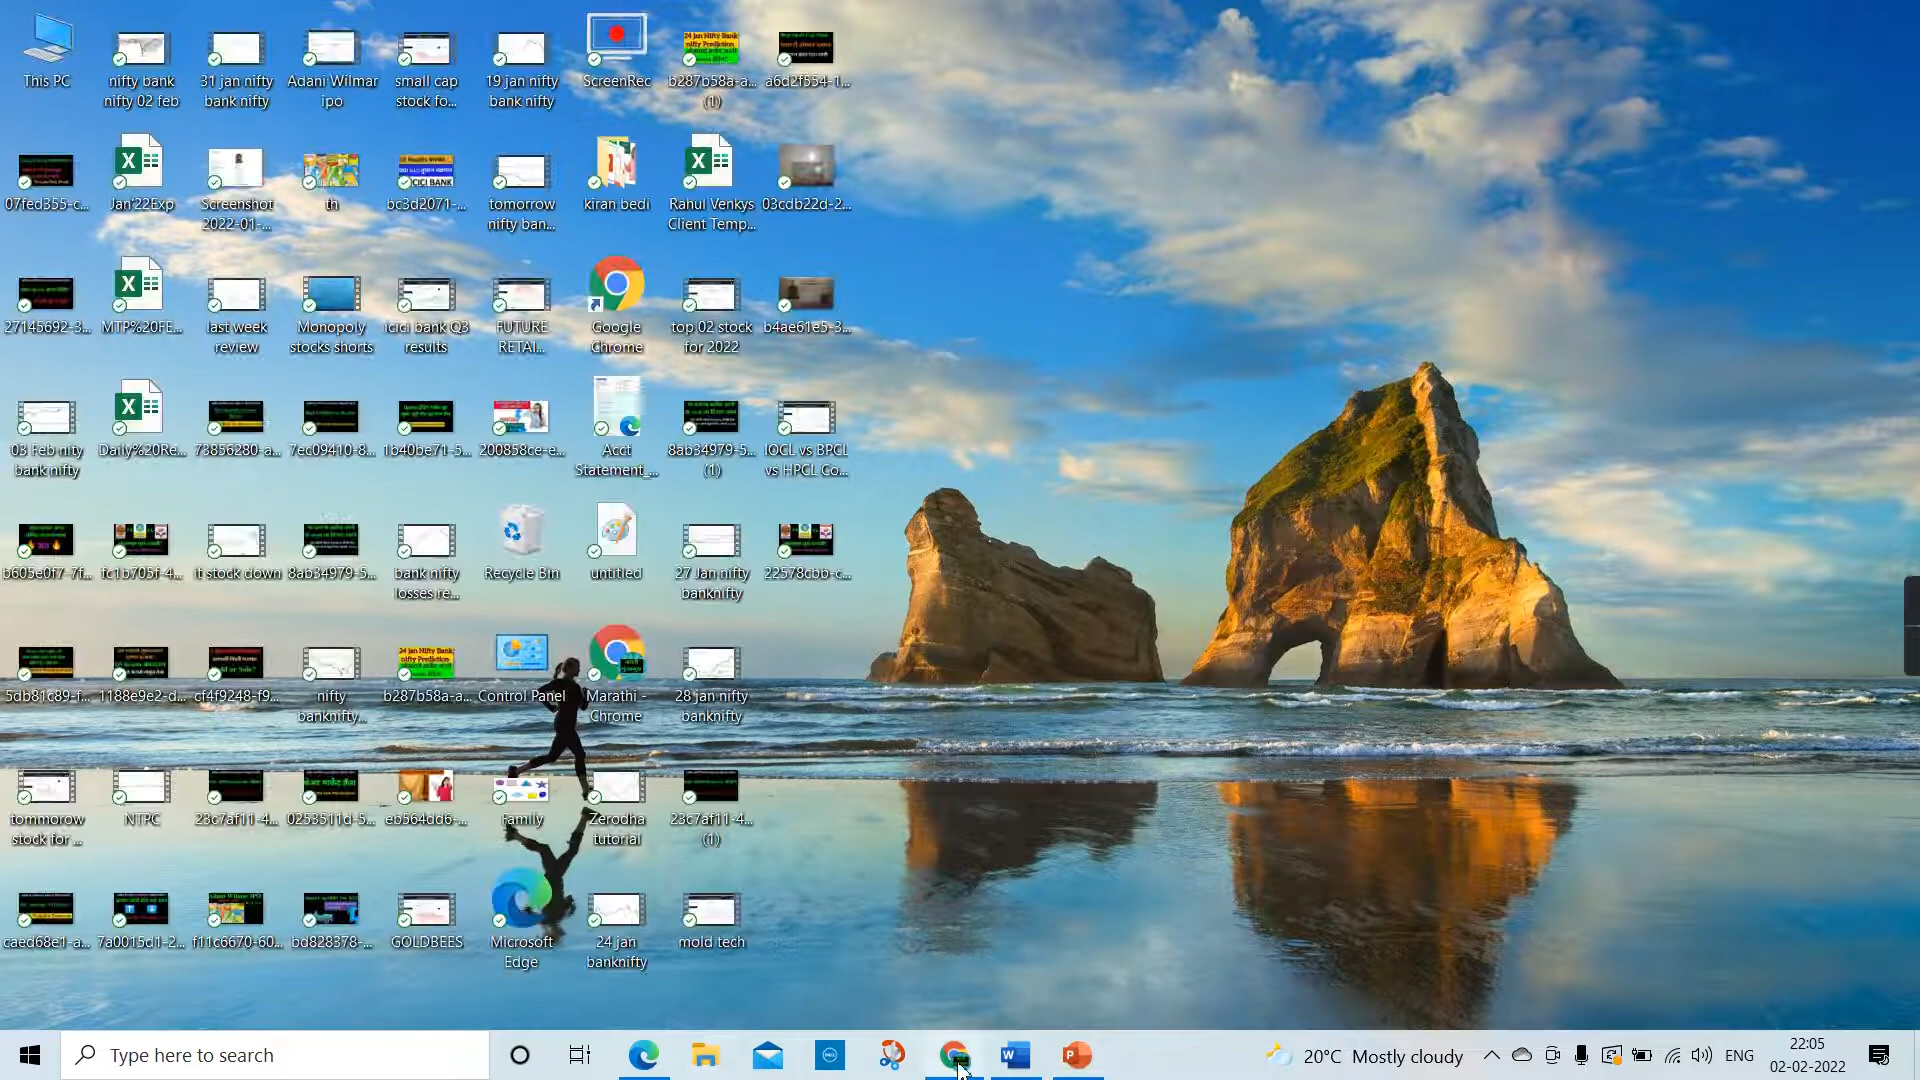 This PC
nifty bank
nifty 02 feb
31 jan nifty
bank nifty
Adani Wilmar
ipo
small cap
stock fo...
19 jan nifty
bank nifty
ScreenRec
b287b58a-a...
(1)
a6d2f554-1...
07fed355-c...
Jan'22Exp
Screenshot
2022-01-...
th
bc3d2071-...
tomorrow
nifty ban...
kiran bedi
Rahul Venkys
Client Temp...
03cdb22d-2...
27145692-3...
MTP%20FE...
last week
review
Monopoly
stocks shorts
icici bank Q3
results
FUTURE
RETAI...
Google
Chrome
top 02 stock
for 2022
b4ae61e5-3...
03 Feb nifty
bank nifty
Daily%20Re...
73856280-a...
7ec09410-8...
1b40be71-5...
200858ce-e...
Acct
Statement_...
8ab34979-5...
(1)
IOCL vs BPCL
vs HPCL Co...
b605e0f7-7f...
fc1b705f-4...
it stock down
8ab34979-5...
bank nifty
losses re...
Recycle Bin
untitled
27 Jan nifty
banknifty
22578cbb-c...
5db81c89-f...
1188e9e2-d...
cf4f9248-f9...
nifty
banknifty...
b287b58a-a...
Control Panel
Marathi -
Chrome
28 jan nifty
banknifty
tommorow
stock for ...
NTPC
23c7af11-4...
0253511d-5...
eb564dd6-...
Family
Zerodha
tutorial
23c7af11-4...
(1)
caed68e1-a...
7a0015d1-2...
f11c6670-60...
bd828378-...
GOLDBEES
Microsoft
Edge
24 jan
banknifty
mold tech
Type here to search
20°C Mostly cloudy
ENG
22:05
02-02-2022